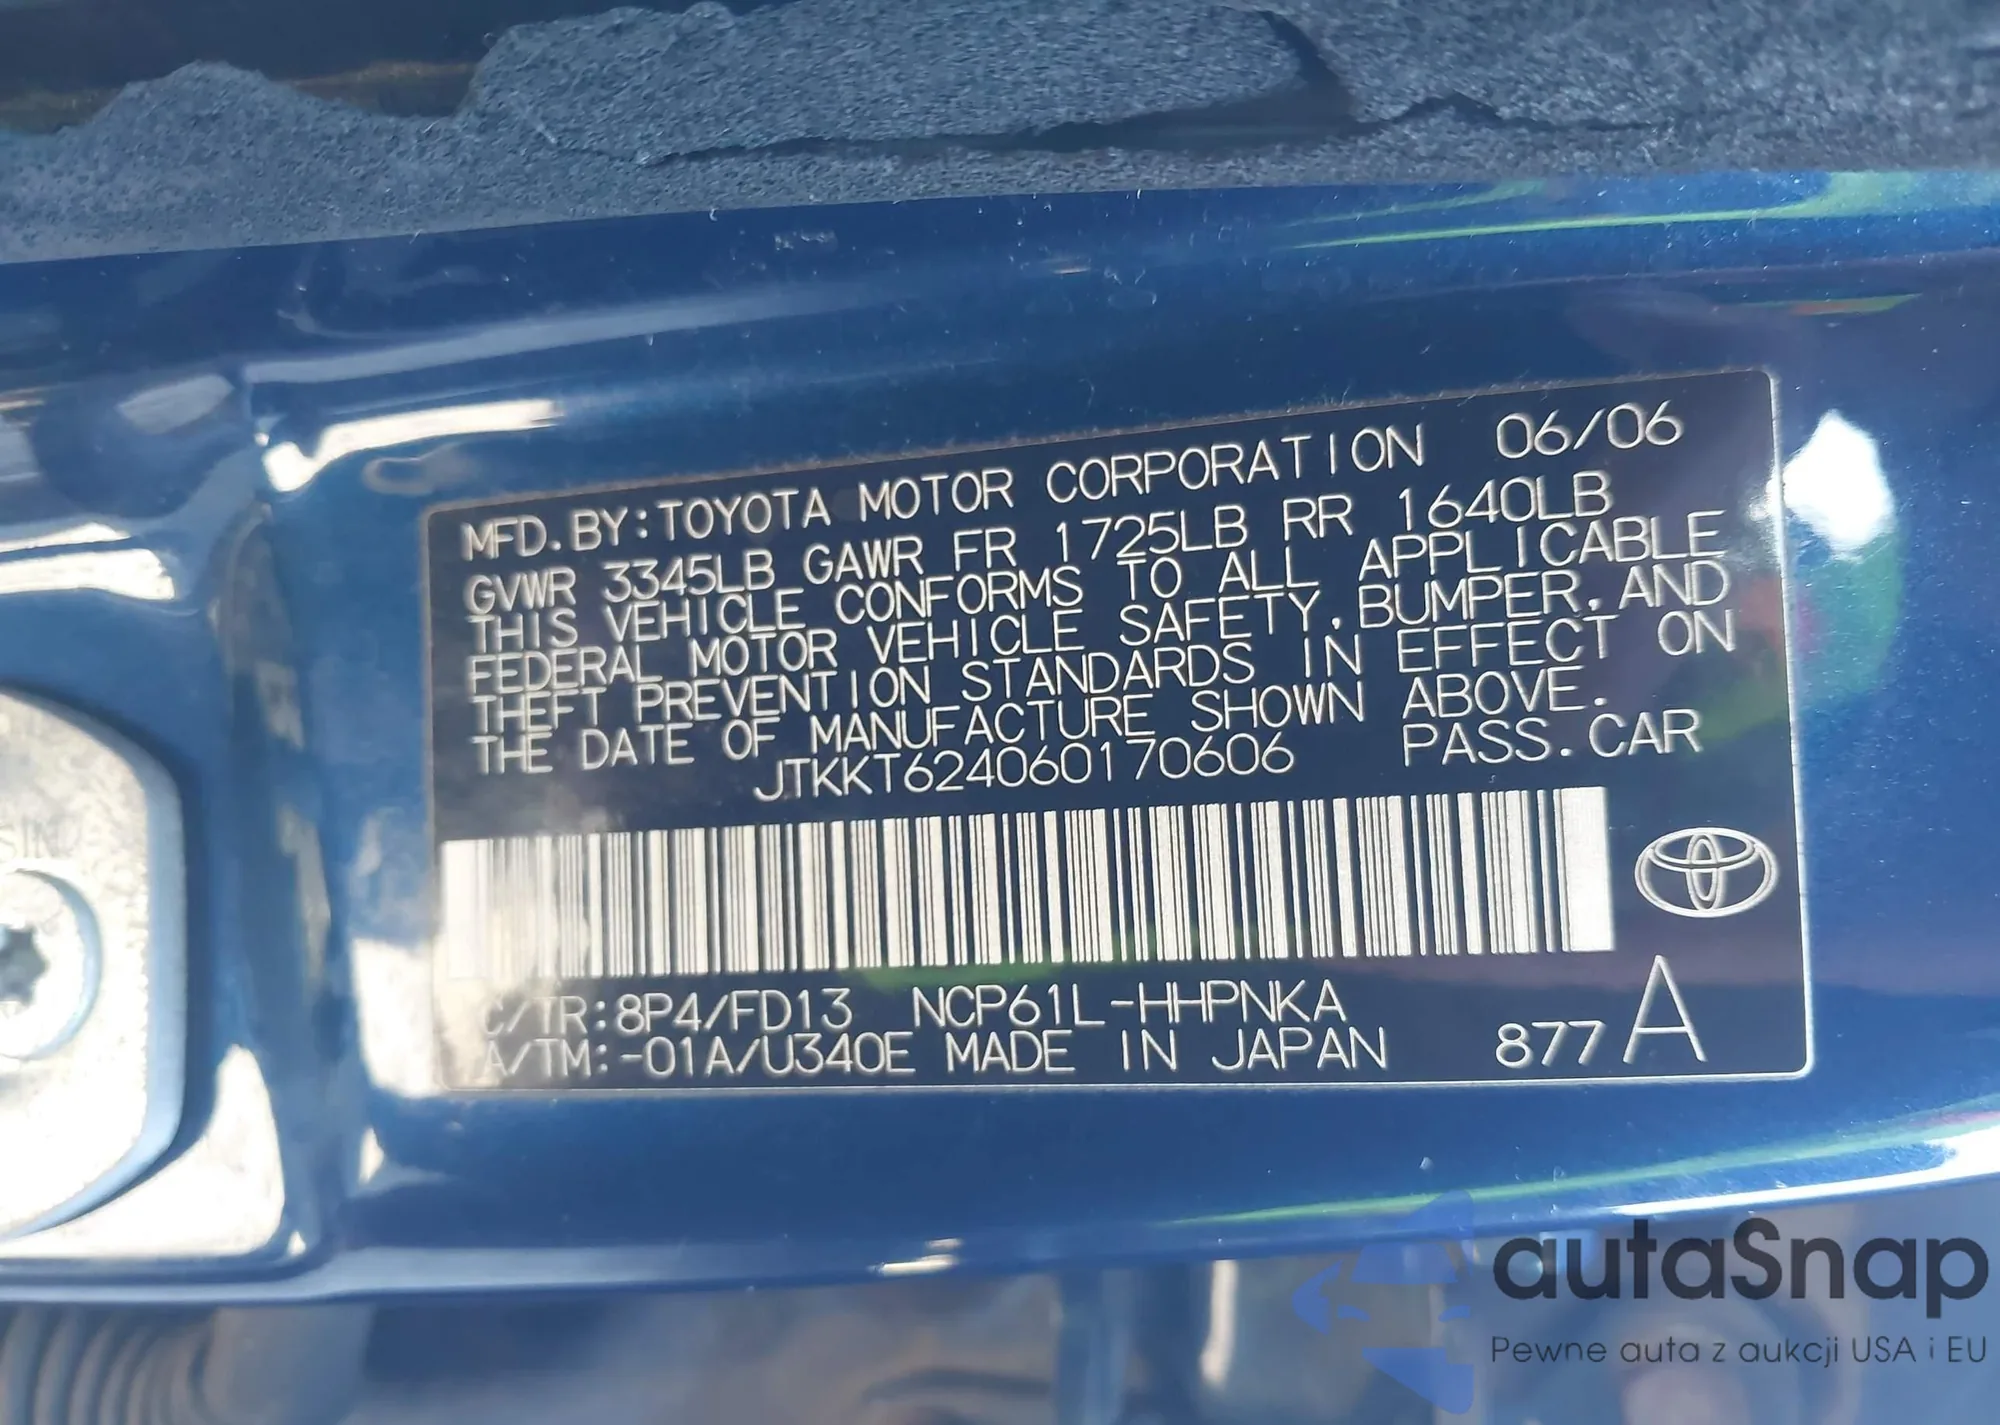 MFD.BY:TOYOTA MOTOR CORPORATION 06/06
GVWR 3345LB GAWR FR 1725LB RR 1640LB
THIS VEHICLE CONFORMS TO ALL APPLICABLE
FEDERAL MOTOR VEHICLE SAFETY,BUMPER,AND
THEFT PREVENTION STANDARDS IN EFFECT ON
THE DATE OF MANUFACTURE SHOWN ABOVE.
JTKKT624060170606 PASS.CAR
C/TR:8P4/FD13 NCP61L-HHPNKA
A/TM:-01A/U340E MADE IN JAPAN 877A
autaSnap
Pewne auta z aukcji USA i EU